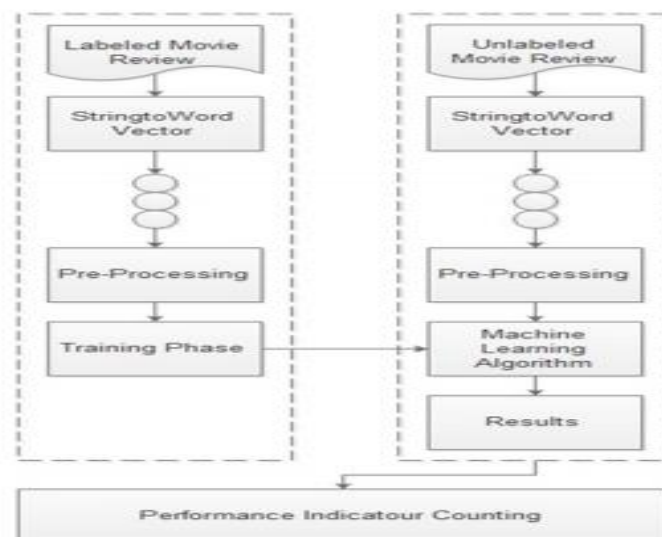 Labeled Movie
Review
StringtoWord
Vector
Pre-Processing
Training Phase
Unlabeled
Movie Review
StringtoWord
Vector
Pre-Processing
Machine
Learning
Algorithm
Results
Performance Indicatour Counting